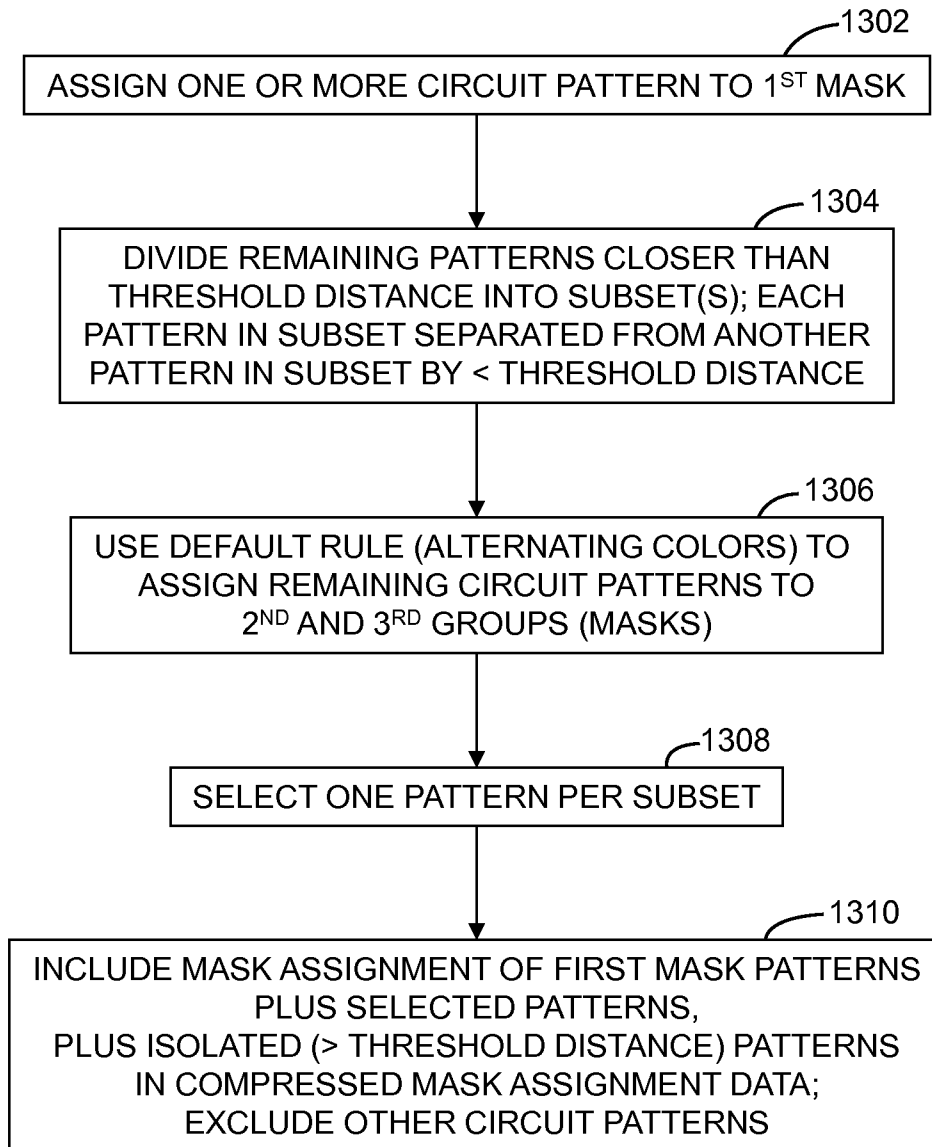 1302
ASSIGN ONE OR MORE CIRCUIT PATTERN TO 1ST MASK
1304
DIVIDE REMAINING PATTERNS CLOSER THAN
THRESHOLD DISTANCE INTO SUBSET(S); EACH
PATTERN IN SUBSET SEPARATED FROM ANOTHER
PATTERN IN SUBSET BY < THRESHOLD DISTANCE
1306
USE DEFAULT RULE (ALTERNATING COLORS) TO
ASSIGN REMAINING CIRCUIT PATTERNS TO
2ND AND 3RD GROUPS (MASKS)
1308
SELECT ONE PATTERN PER SUBSET
1310
INCLUDE MASK ASSIGNMENT OF FIRST MASK PATTERNS
PLUS SELECTED PATTERNS,
PLUS ISOLATED (> THRESHOLD DISTANCE) PATTERNS
IN COMPRESSED MASK ASSIGNMENT DATA;
EXCLUDE OTHER CIRCUIT PATTERNS